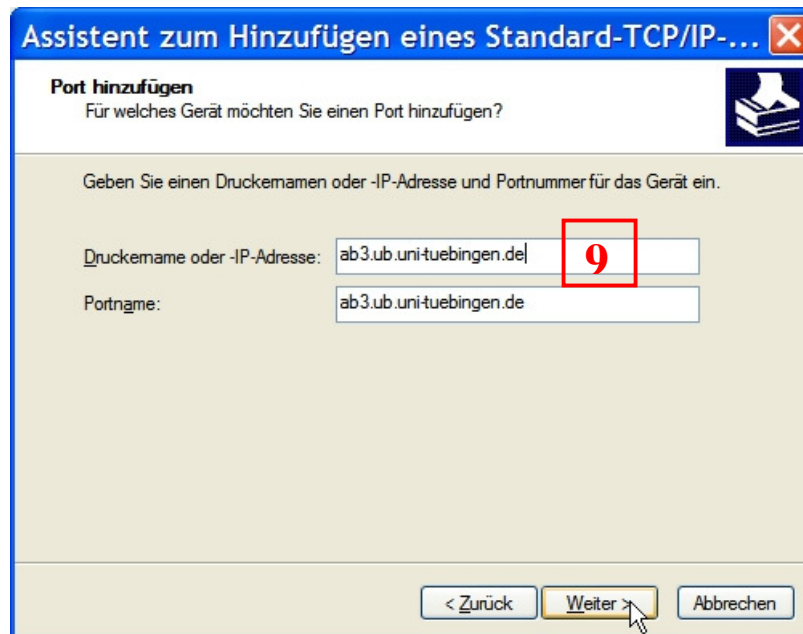 Assistent zum Hinzufügen eines Standard-TCP/IP-...
Port hinzufügen
Für welches Gerät möchten Sie einen Port hinzufügen?
Geben Sie einen Druckernamen oder -IP-Adresse und Portnummer für das Gerät ein.
Druckername oder -IP-Adresse: ab3.ub.uni-tuebingen.de 9
Portname: ab3.ub.uni-tuebingen.de
< Zurück Weiter > Abbrechen